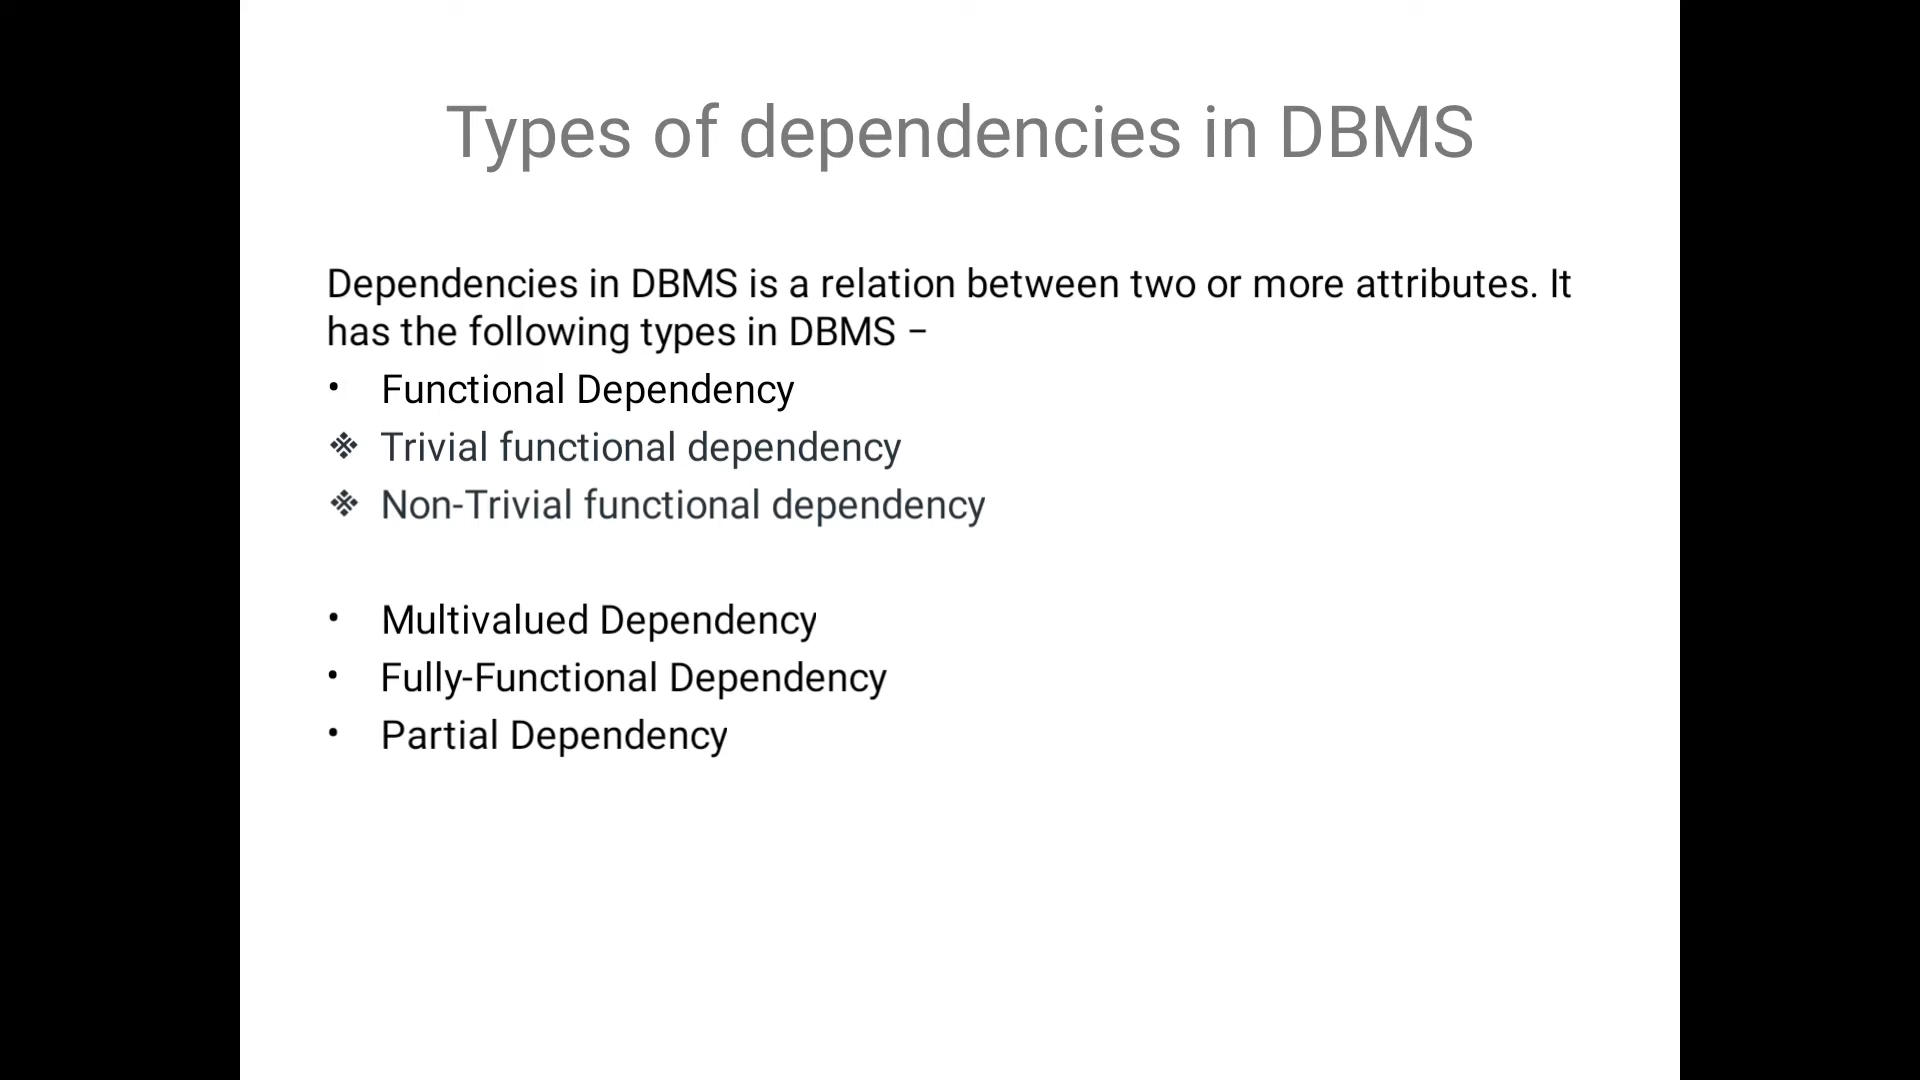 Types of dependencies in DBMS
Dependencies in DBMS is a relation between two or more attributes. It
has the following types in DBMS −
• Functional Dependency
❖ Trivial functional dependency
❖ Non-Trivial functional dependency
• Multivalued Dependency
• Fully-Functional Dependency
• Partial Dependency